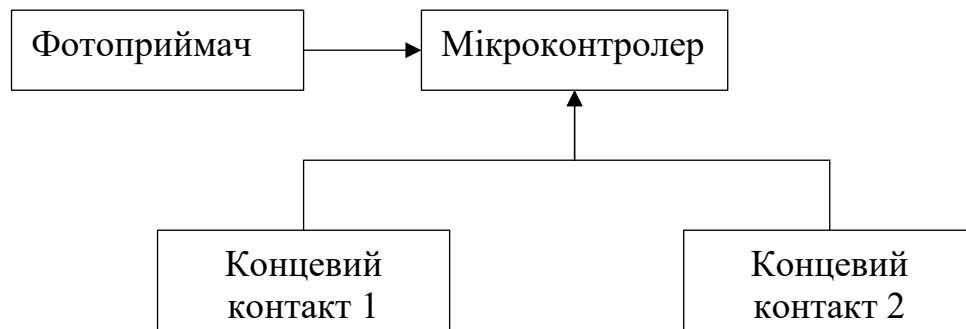 Фотоприймач
Мікроконтролер
Концевий
контакт 1
Концевий
контакт 2